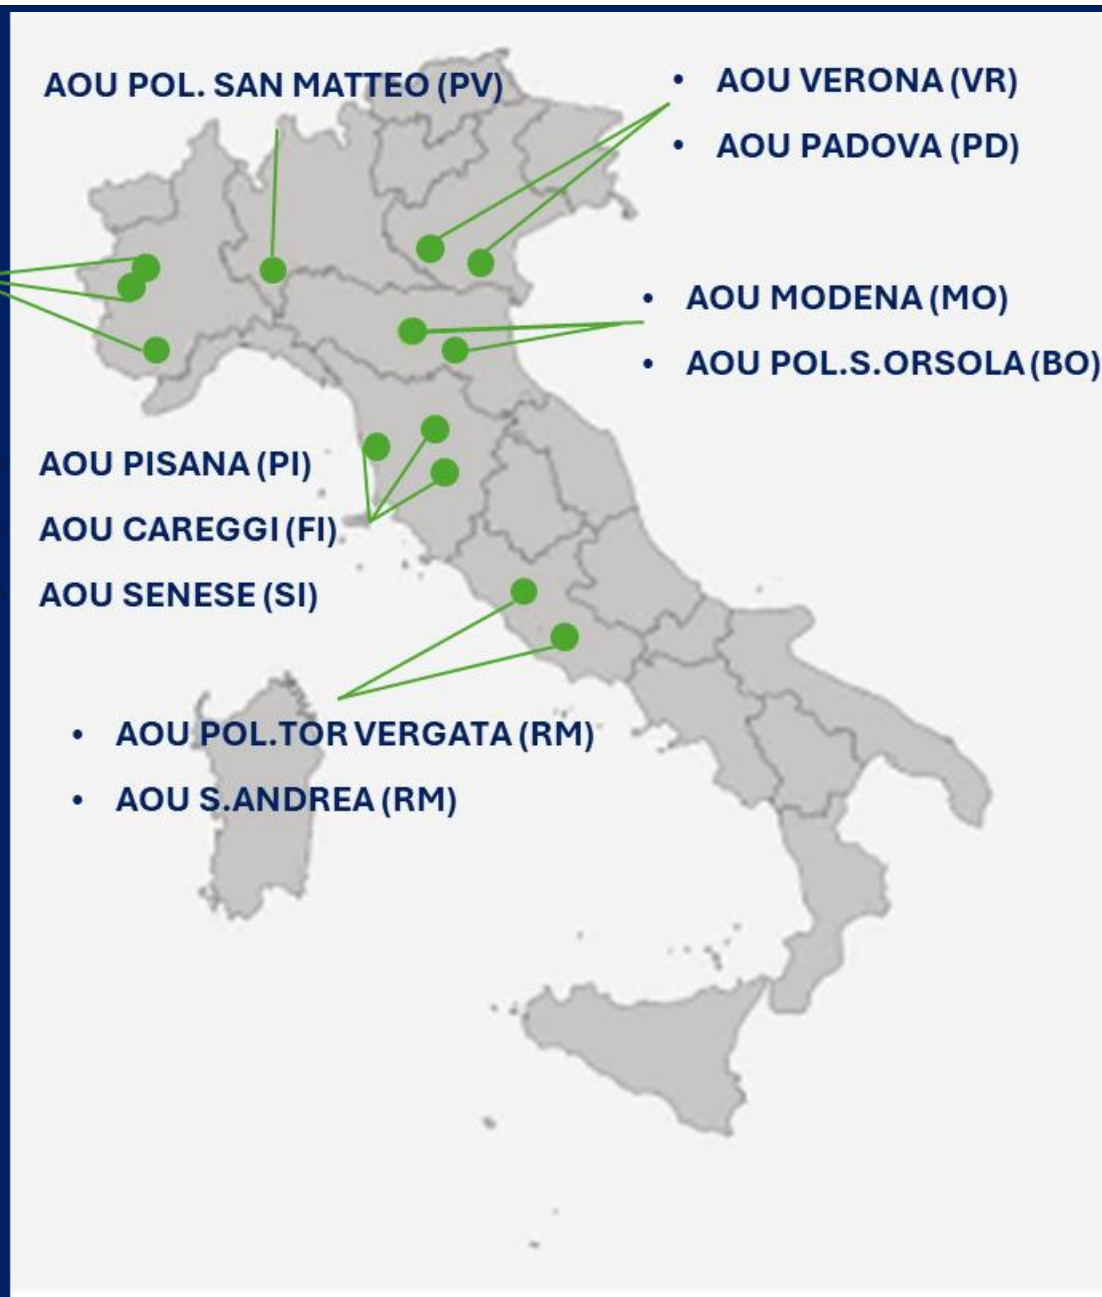 AOU POL. SAN MATTEO (PV)
• AOU VERONA (VR)
• AOU PADOVA (PD)
• AOU MODENA (MO)
• AOU POL.S.ORSOLA (BO)
AOU PISANA (PI)
AOU CAREGGI (FI)
AOU SENESE (SI)
• AOU POL.TOR VERGATA (RM)
• AOU S.ANDREA (RM)